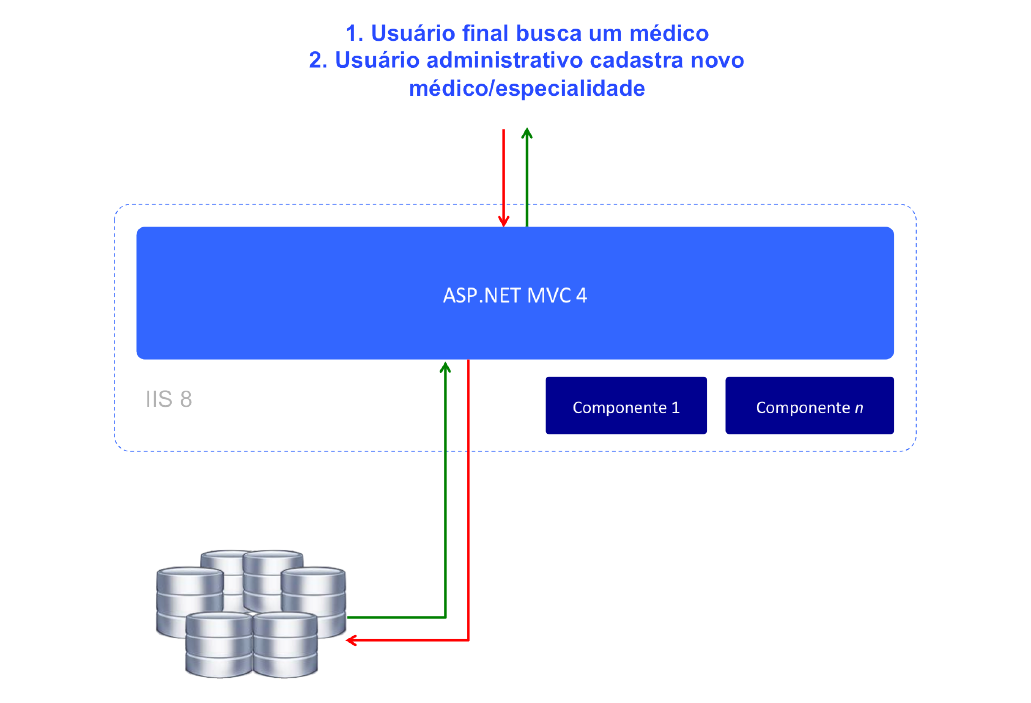 1. Usuário final busca um médico
2. Usuário administrativo cadastra novo
médico/especialidade
ASP.NET MVC 4
IIS 8
Componente 1
Componente n